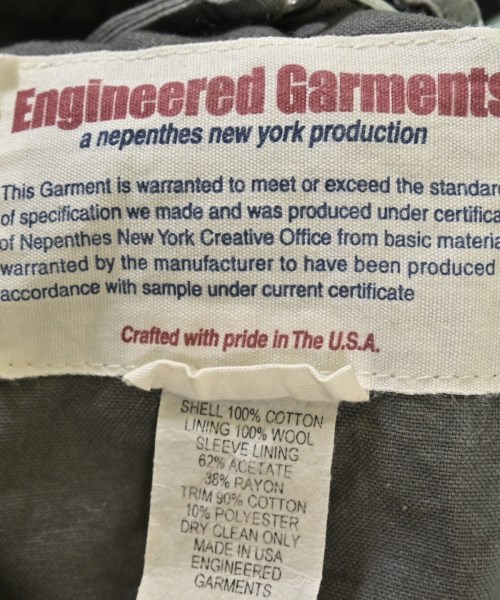 Engineered Garments
a nepenthes new york production
This Garment is warranted to meet or exceed the standar
of specification we made and was produced under certifica
of Nepenthes New York Creative Office from basic materia
warranted by the manufacturer to have been produced
accordance with sample under current certificate
Crafted with pride in The U.S.A.
SHELL 100% COTTON
LINING 100% WOOL
SLEEVE LINING
62% ACETATE
38% RAYON
TRIM 90% COTTON
10% POLYESTER
DRY CLEAN ONLY
MADE IN USA
ENGINEERED
GARMENTS